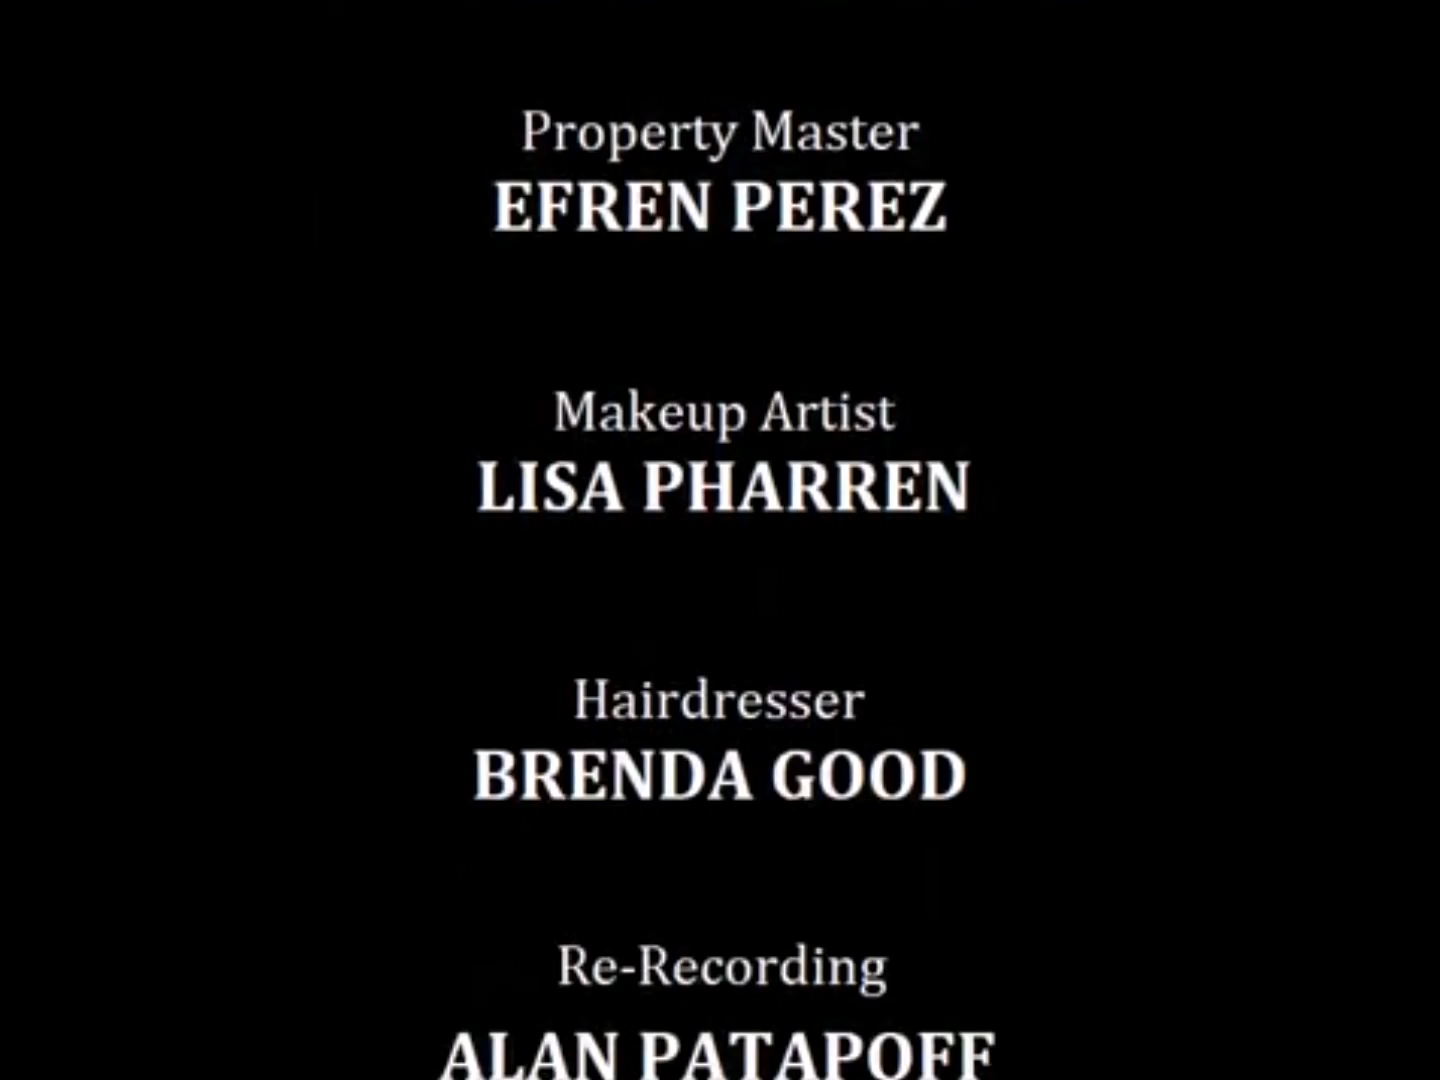 Property Master
EFREN PEREZ
Makeup Artist
LISA PHARREN
Hairdresser
BRENDA GOOD
Re-Recording
ALAN PATAPOFF